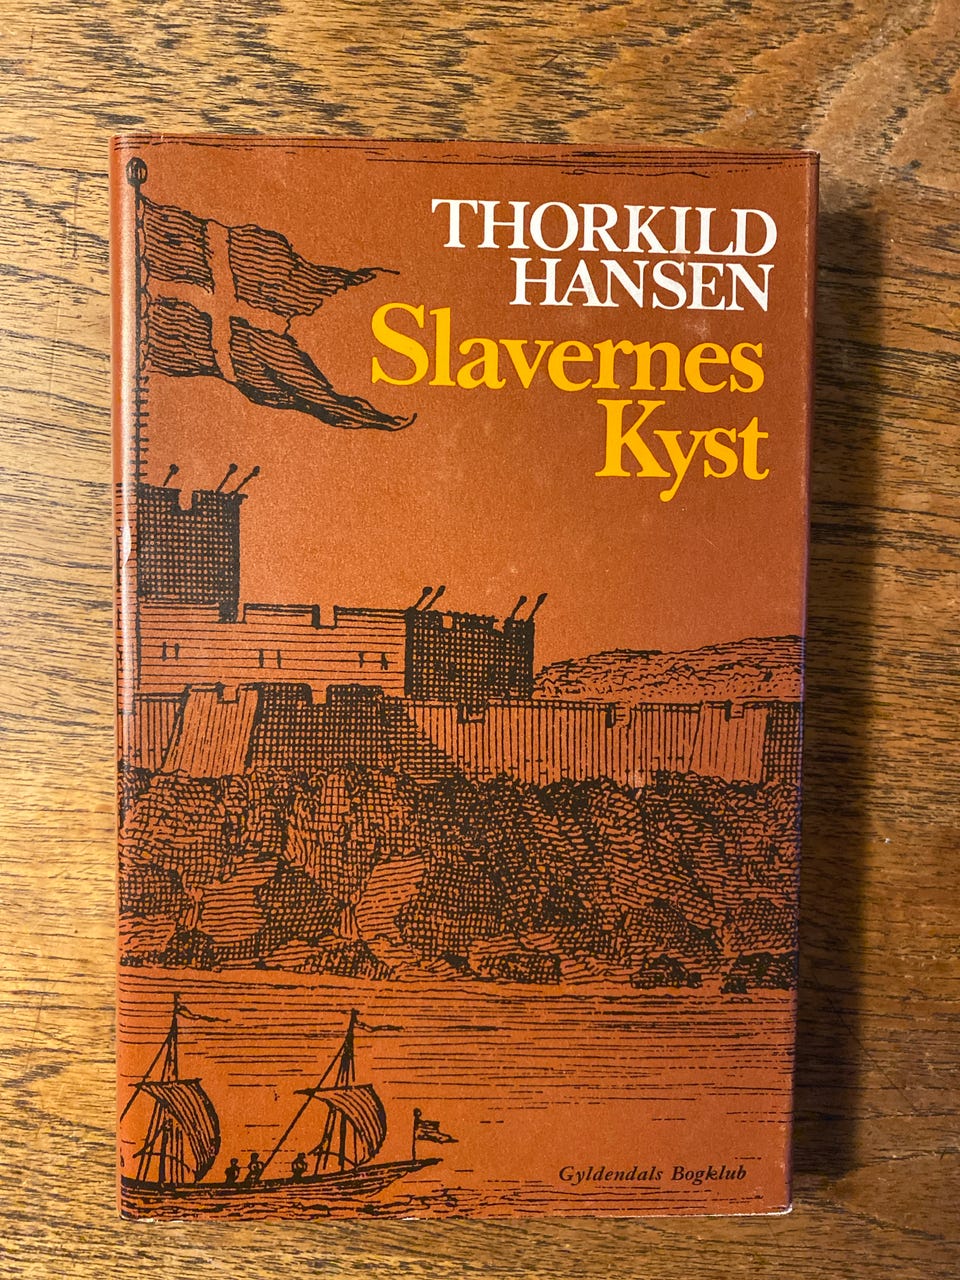 THORKILD
HANSEN
Slavernes
Kyst
Gyldendals Bogklub